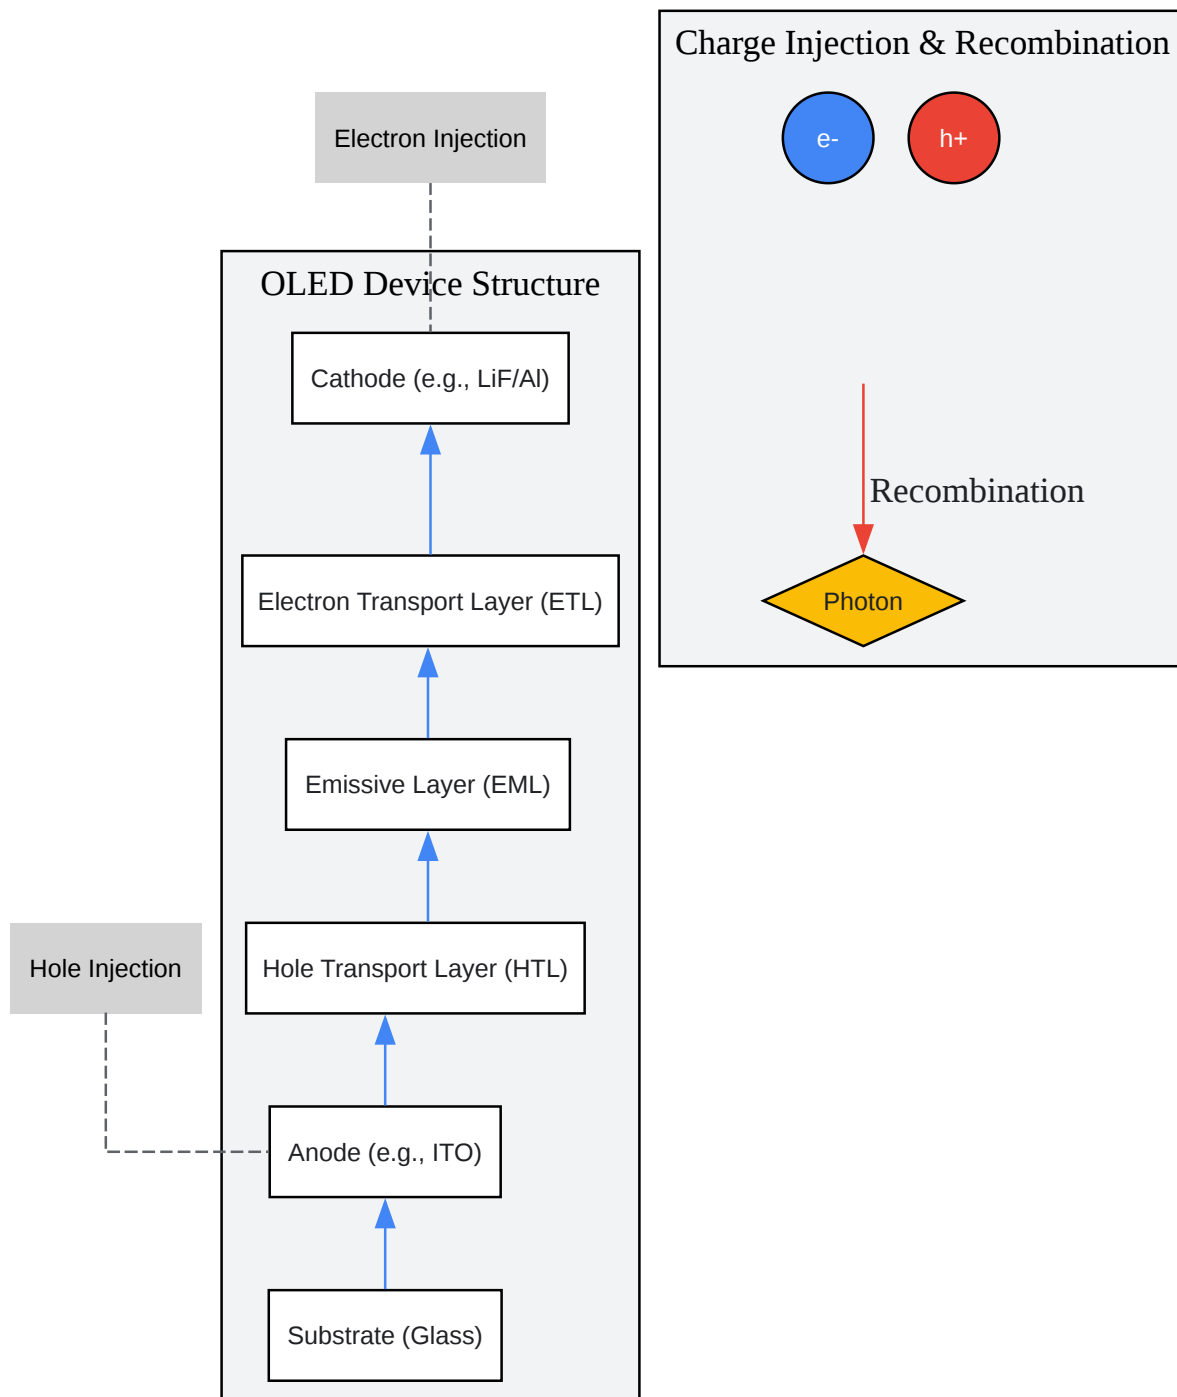 Charge Injection & Recombination
e-
h+
Electron Injection
OLED Device Structure
Cathode (e.g., LiF/Al)
Recombination
Electron Transport Layer (ETL)
Photon
Emissive Layer (EML)
Hole Injection
Hole Transport Layer (HTL)
Anode (e.g., ITO)
Substrate (Glass)